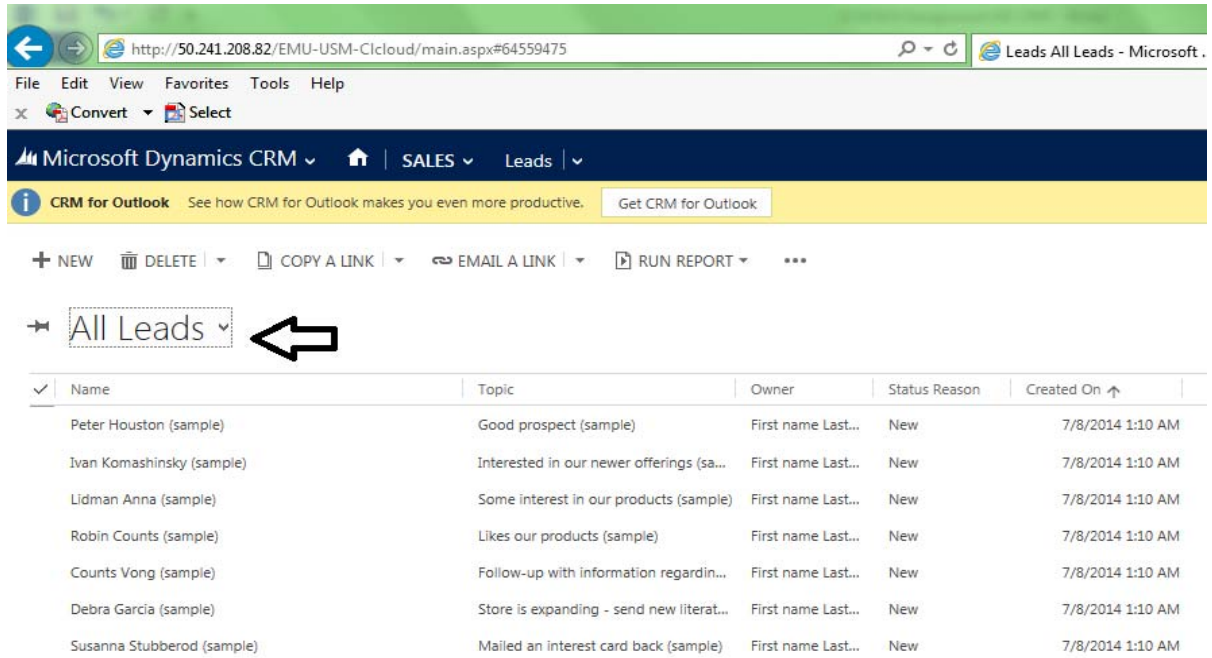 http://50.241.208.82/EMU-USM-CIcloud/main.aspx#64559475 Leads All Leads - Microsoft ...
File Edit View Favorites Tools Help
x Convert Select
Microsoft Dynamics CRM SALES Leads
CRM for Outlook See how CRM for Outlook makes you even more productive. Get CRM for Outlook
NEW DELETE COPY A LINK EMAIL A LINK RUN REPORT
All Leads
Name Topic Owner Status Reason Created On
Peter Houston (sample) Good prospect (sample) First name Last... New 7/8/2014 1:10 AM
Ivan Komashinsky (sample) Interested in our newer offerings (sa... First name Last... New 7/8/2014 1:10 AM
Lidman Anna (sample) Some interest in our products (sample) First name Last... New 7/8/2014 1:10 AM
Robin Counts (sample) Likes our products (sample) First name Last... New 7/8/2014 1:10 AM
Counts Vong (sample) Follow-up with information regardin... First name Last... New 7/8/2014 1:10 AM
Debra Garcia (sample) Store is expanding - send new literat... First name Last... New 7/8/2014 1:10 AM
Susanna Stubberod (sample) Mailed an interest card back (sample) First name Last... New 7/8/2014 1:10 AM